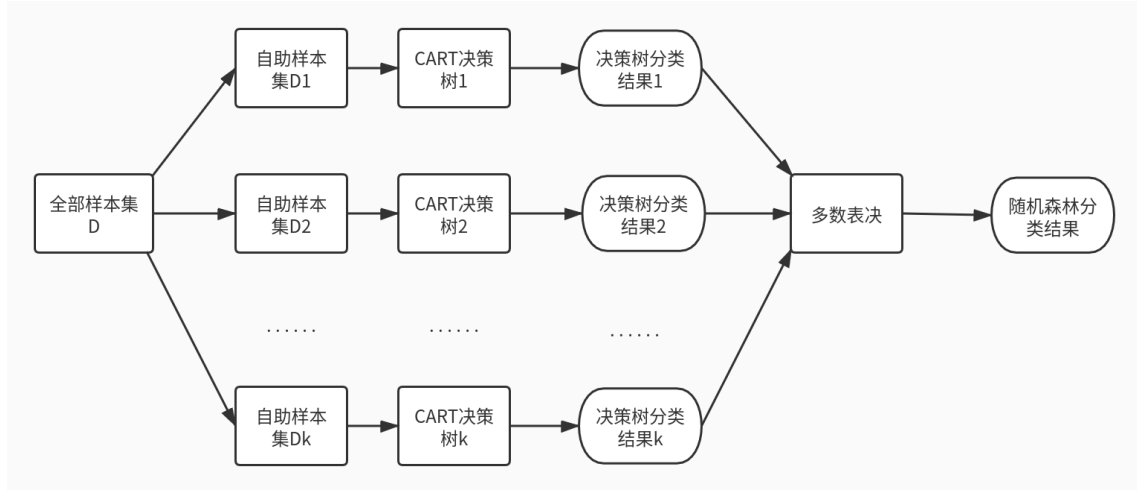 自助样本
集D1
CART决策
树1
决策树分类
结果1
全部样本集
D
自助样本
集D2
CART决策
树2
决策树分类
结果2
多数表决
随机森林分
类结果
......
......
......
自助样本
集Dk
CART决策
树k
决策树分类
结果k